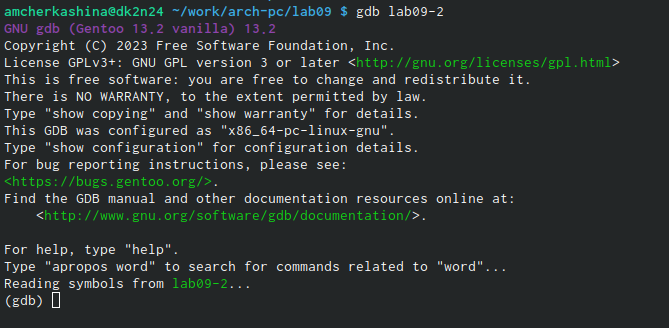 amcherkashina@dk2n24 ~/work/arch-pc/lab09 $ gdb lab09-2
GNU gdb (Gentoo 13.2 vanilla) 13.2
Copyright (C) 2023 Free Software Foundation, Inc.
License GPLv3+: GNU GPL version 3 or later <http://gnu.org/licenses/gpl.html>
This is free software: you are free to change and redistribute it.
There is NO WARRANTY, to the extent permitted by law.
Type "show copying" and "show warranty" for details.
This GDB was configured as "x86_64-pc-linux-gnu".
Type "show configuration" for configuration details.
For bug reporting instructions, please see:
<https://bugs.gentoo.org/>.
Find the GDB manual and other documentation resources online at:
    <http://www.gnu.org/software/gdb/documentation/>.

For help, type "help".
Type "apropos word" to search for commands related to "word"...
Reading symbols from lab09-2...
(gdb)